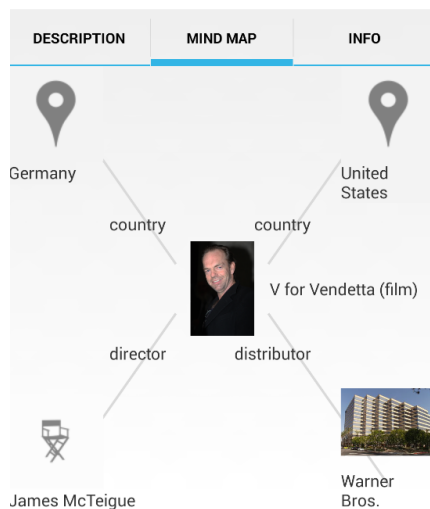 DESCRIPTION MIND MAP INFO
Germany
United
States
country country
V for Vendetta (film)
director distributor
James McTeigue
Warner
Bros.